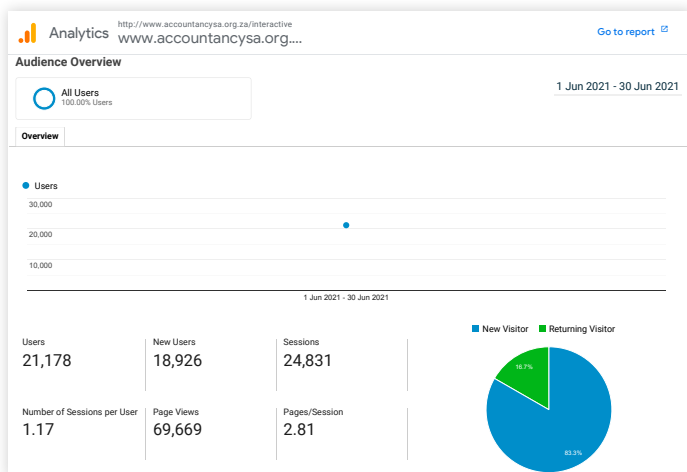 Analytics
http://www.accountancysa.org.za/interactive
www.accountancysa.org....
Go to report
Audience Overview
All Users
100.00% Users
1 Jun 2021 - 30 Jun 2021
Overview
Users
30,000
20,000
10,000
1 Jun 2021 - 30 Jun 2021
New Visitor Returning Visitor
Users New Users Sessions
21,178 18,926 24,831
16.7%
Number of Sessions per User Page Views Pages/Session
1.17 69,669 2.81
83.3%